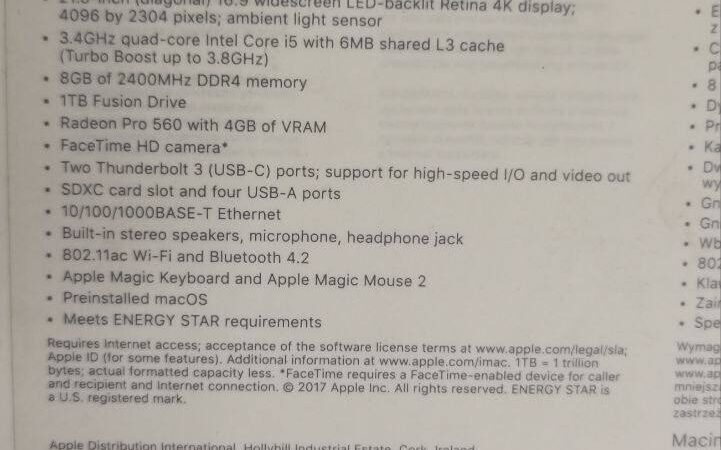 21.5-inch (diagonal) 16:9 widescreen LED-backlit Retina 4K display;
4096 by 2304 pixels; ambient light sensor
• 3.4GHz quad-core Intel Core i5 with 6MB shared L3 cache
(Turbo Boost up to 3.8GHz)
• 8GB of 2400MHz DDR4 memory
• 1TB Fusion Drive
• Radeon Pro 560 with 4GB of VRAM
• FaceTime HD camera*
• Two Thunderbolt 3 (USB-C) ports; support for high-speed I/O and video out
• SDXC card slot and four USB-A ports
• 10/100/1000BASE-T Ethernet
• Built-in stereo speakers, microphone, headphone jack
• 802.11ac Wi-Fi and Bluetooth 4.2
• Apple Magic Keyboard and Apple Magic Mouse 2
• Preinstalled macOS
• Meets ENERGY STAR requirements
Requires Internet access; acceptance of the software license terms at www.apple.com/legal/sla;
Apple ID (for some features). Additional information at www.apple.com/imac. 1TB = 1 trillion
bytes; actual formatted capacity less. *FaceTime requires a FaceTime-enabled device for caller
and recipient and Internet connection. © 2017 Apple Inc. All rights reserved. ENERGY STAR is
a U.S. registered mark.
Apple Distribution International, Hollyhill Industrial Estate, Cork, Ireland
• E
z
• C
• 8
• Dy
• Pr
• Ka
• Dw
wy
• Gn
• Gn
• Wb
• 802
• Klaw
• Zain
• Spe
Wymag
www.ap
www.ap
mniejsz
obie stro
zastrzeż
Macin